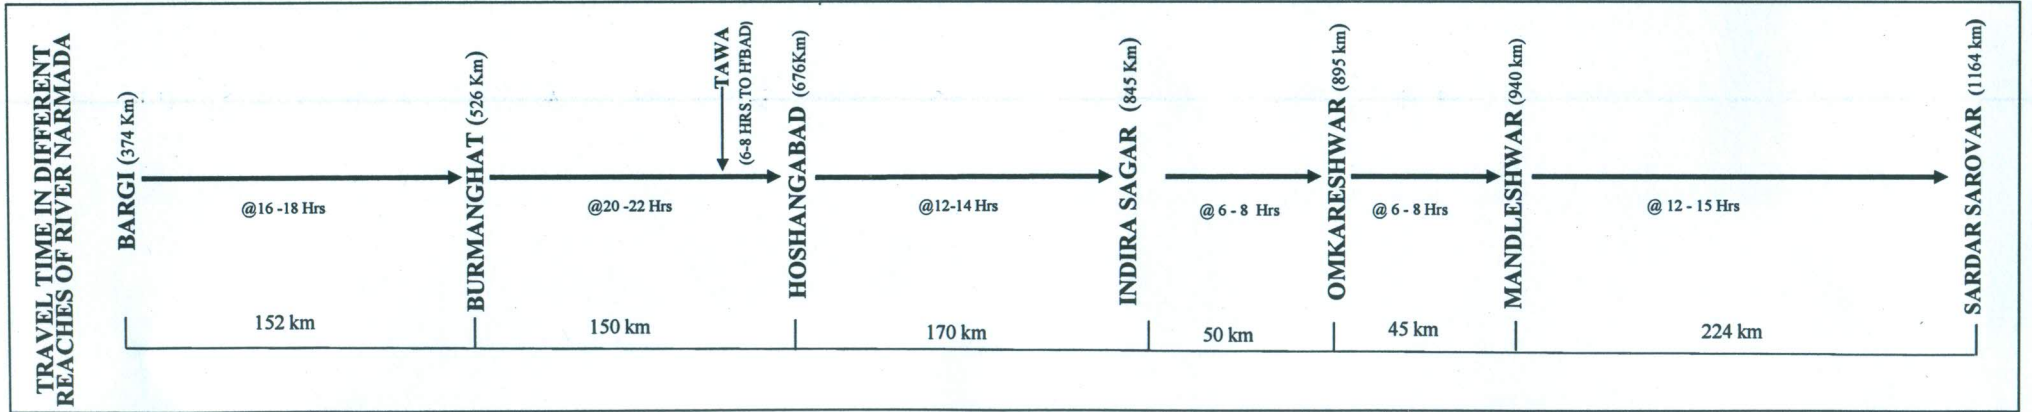 TRAVEL TIME IN DIFFERENT
REACHES OF RIVER NARMADA
BARGI (374 Km)
@16 -18 Hrs
152 km
BURMANGHAT (526 Km)
@20 -22 Hrs
150 km
TAWA
(6-8 HRS.TO H'BAD)
HOSHANGABAD (676Km)
@12-14 Hrs
170 km
INDIRA SAGAR (845 Km)
@ 6 - 8 Hrs
50 km
OMKARESHWAR (895 km)
@ 6 - 8 Hrs
45 km
MANDLESHWAR (940 km)
@ 12 - 15 Hrs
224 km
SARDAR SAROVAR (1164 km)